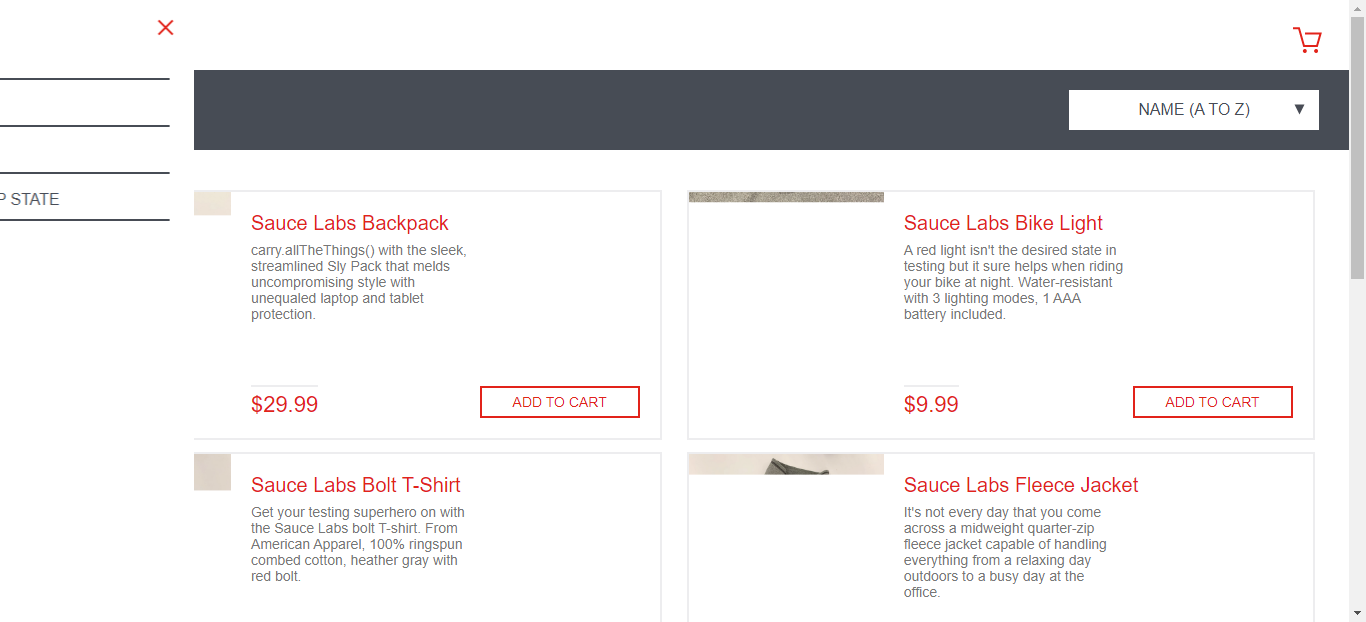 NAME (A TO Z) ▼
P STATE
Sauce Labs Backpack
carry.allTheThings() with the sleek,
streamlined Sly Pack that melds
uncompromising style with
unequaled laptop and tablet
protection.
$29.99
ADD TO CART
Sauce Labs Bike Light
A red light isn't the desired state in
testing but it sure helps when riding
your bike at night. Water-resistant
with 3 lighting modes, 1 AAA
battery included.
$9.99
ADD TO CART
Sauce Labs Bolt T-Shirt
Get your testing superhero on with
the Sauce Labs bolt T-shirt. From
American Apparel, 100% ringspun
combed cotton, heather gray with
red bolt.
Sauce Labs Fleece Jacket
It's not every day that you come
across a midweight quarter-zip
fleece jacket capable of handling
everything from a relaxing day
outdoors to a busy day at the
office.